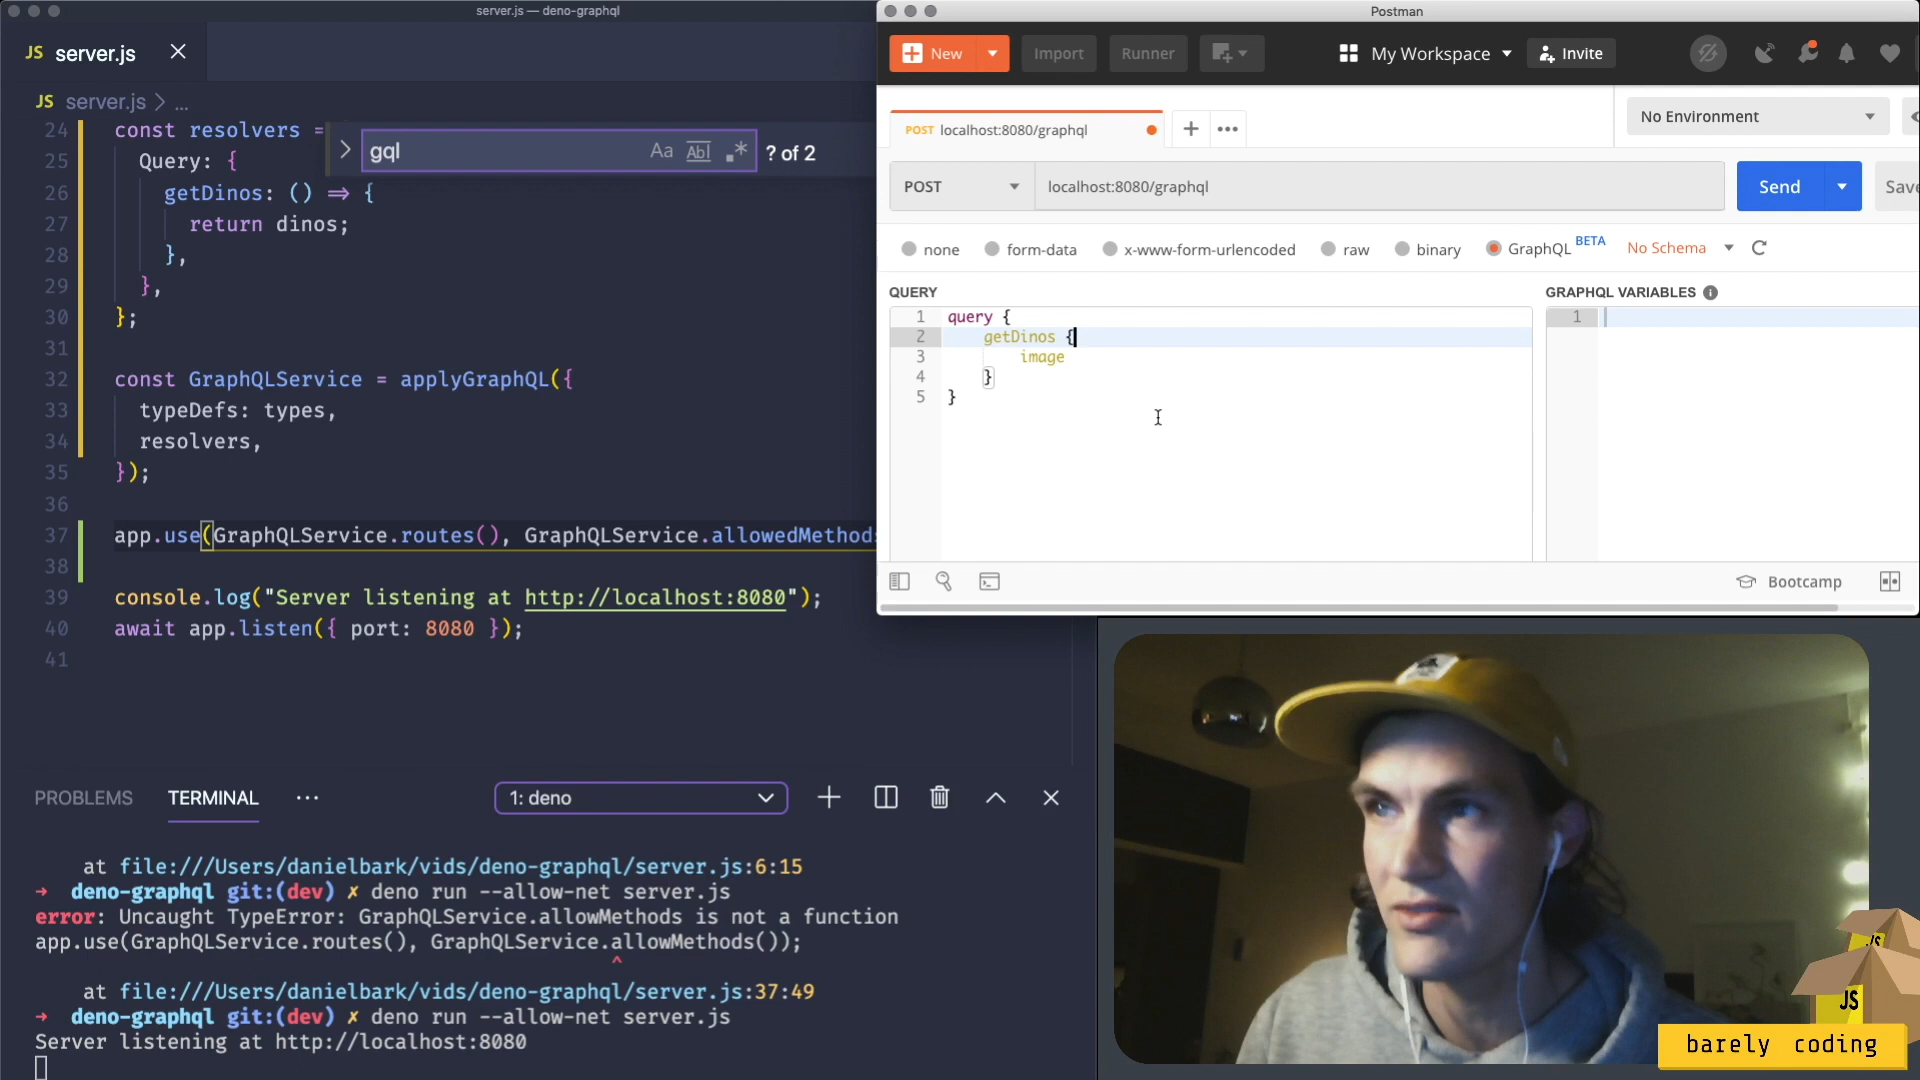 server.js — deno-graphql
JS server.js
JS server.js > ...
gql
Aa Abl .* ? of 2
24 const resolvers =
25 Query: {
26 getDinos: () => {
27 return dinos;
28 },
29 },
30 };
31
32 const GraphQLService = applyGraphQL({
33 typeDefs: types,
34 resolvers,
35 });
36
37 app.use(GraphQLService.routes(), GraphQLService.allowedMethods
38
39 console.log("Server listening at http://localhost:8080");
40 await app.listen({ port: 8080 });
41
PROBLEMS TERMINAL ... 1: deno
at file:///Users/danielbark/vids/deno-graphql/server.js:6:15
→ deno-graphql git:(dev) ✗ deno run --allow-net server.js
error: Uncaught TypeError: GraphQLService.allowMethods is not a function
app.use(GraphQLService.routes(), GraphQLService.allowMethods());
^
at file:///Users/danielbark/vids/deno-graphql/server.js:37:49
→ deno-graphql git:(dev) ✗ deno run --allow-net server.js
Server listening at http://localhost:8080
Postman
New Import Runner My Workspace Invite
POST localhost:8080/graphql
No Environment
POST localhost:8080/graphql Send Save
none form-data x-www-form-urlencoded raw binary GraphQL BETA No Schema
QUERY
1 query {
2 getDinos {
3 image
4 }
5 }
GRAPHQL VARIABLES
1
Bootcamp
JS
JS
barely coding